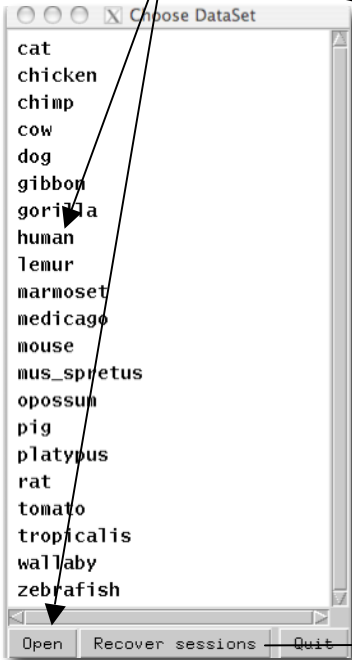 Choose DataSet
cat
chicken
chimp
cow
dog
gibbon
gorilla
human
lemur
marmoset
medicago
mouse
mus_spretus
opossum
pig
platypus
rat
tomato
tropicalis
wallaby
zebrafish
Open Recover sessions Quit